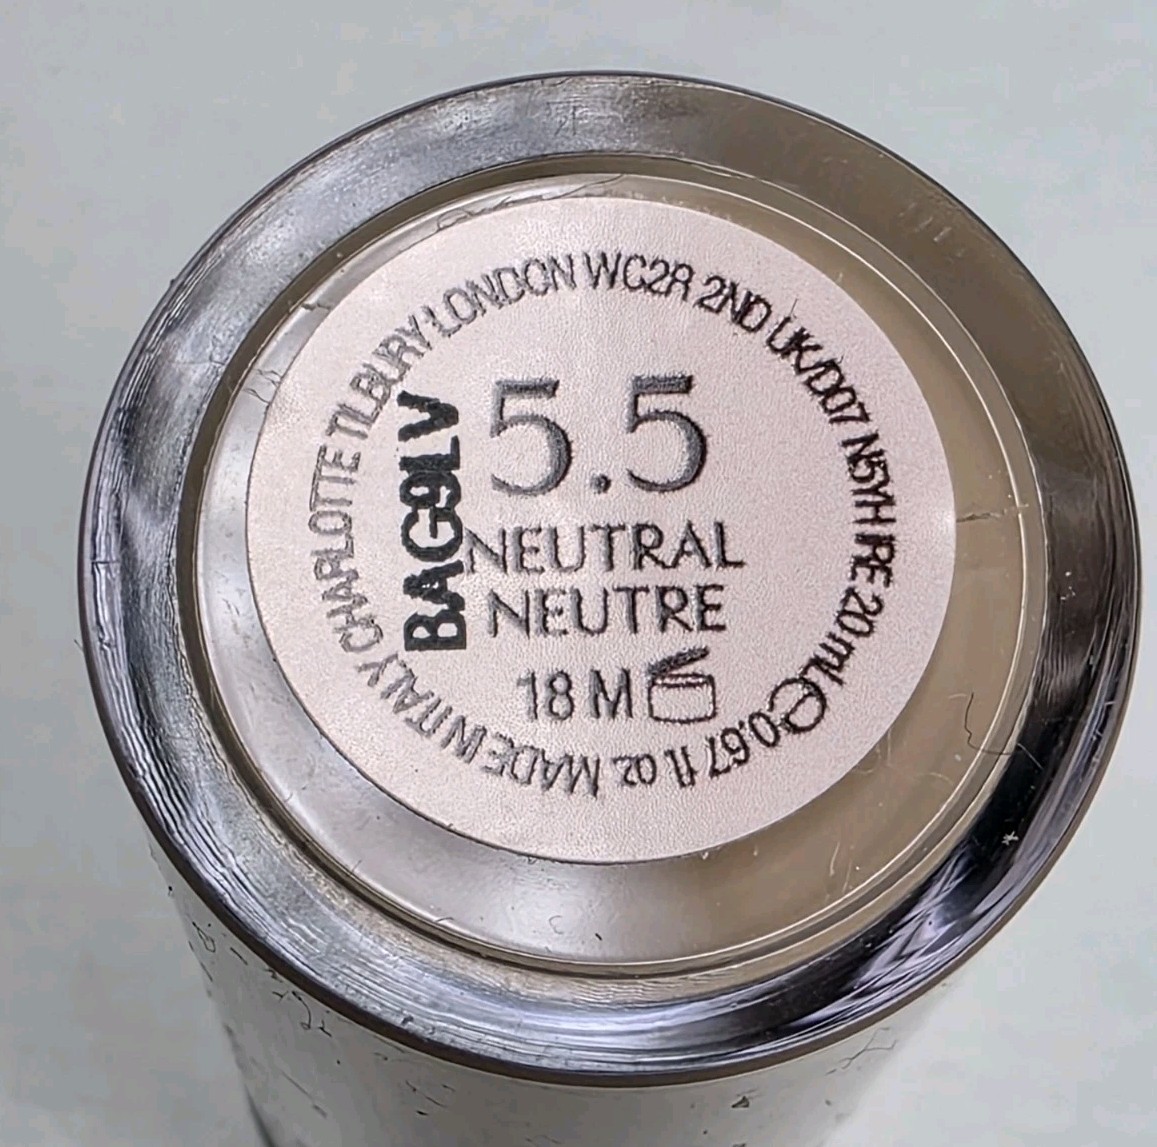 CHARLOTTE TILBURY LONDON WC2R 2ND UK/D07 N5YH IRE 20 mL e 0.67 fl oz MADE IN ITALY
BAG9LV
5.5
NEUTRAL
NEUTRE
18 M